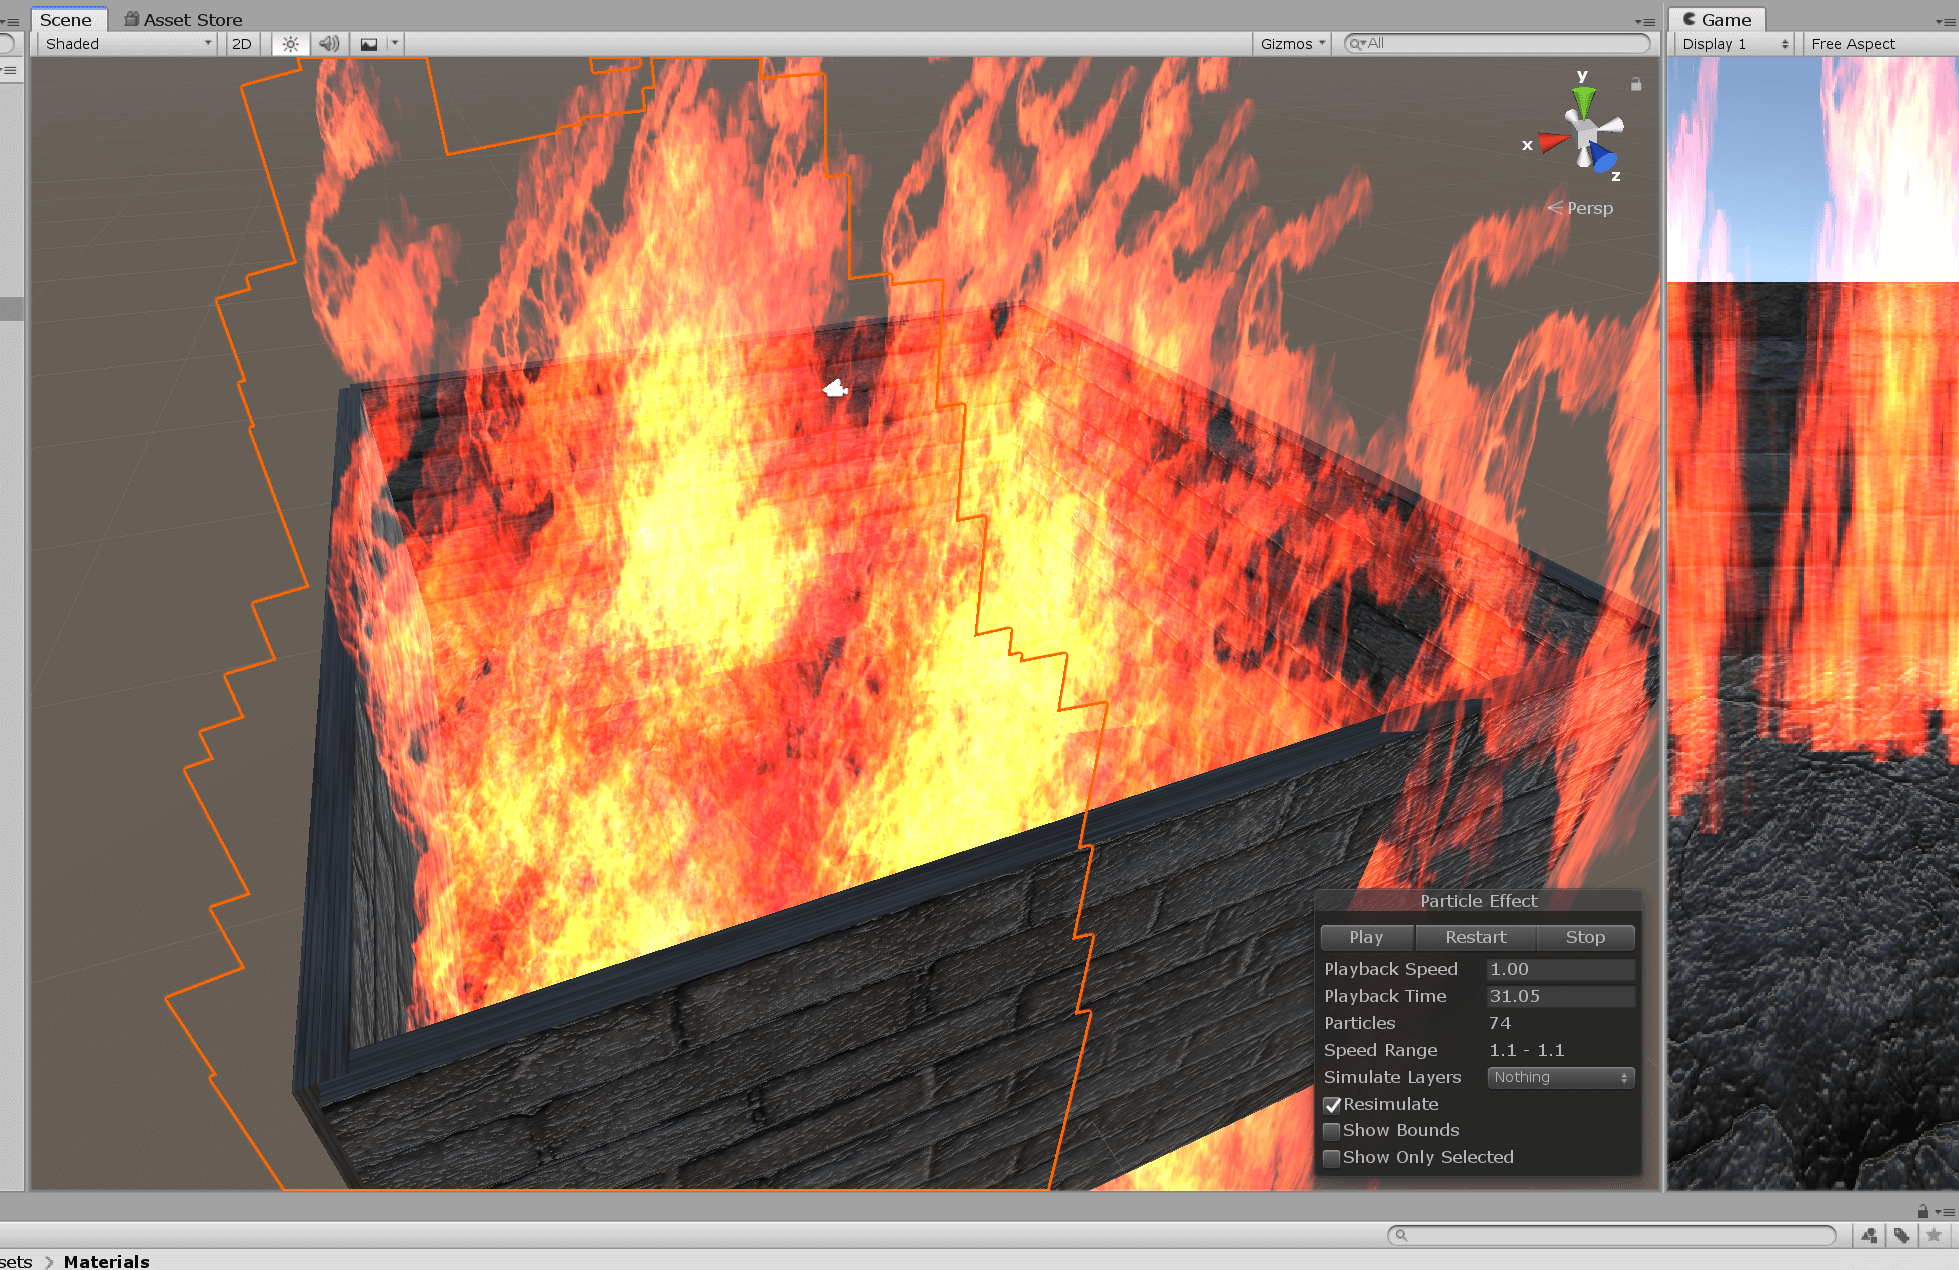 Scene
Asset Store
Game
Shaded
2D
Gizmos
All
Display 1
Free Aspect
y
x
z
Persp
Particle Effect
Play
Restart
Stop
Playback Speed 1.00
Playback Time 31.05
Particles 74
Speed Range 1.1 - 1.1
Simulate Layers Nothing
Resimulate
Show Bounds
Show Only Selected
sets > Materials